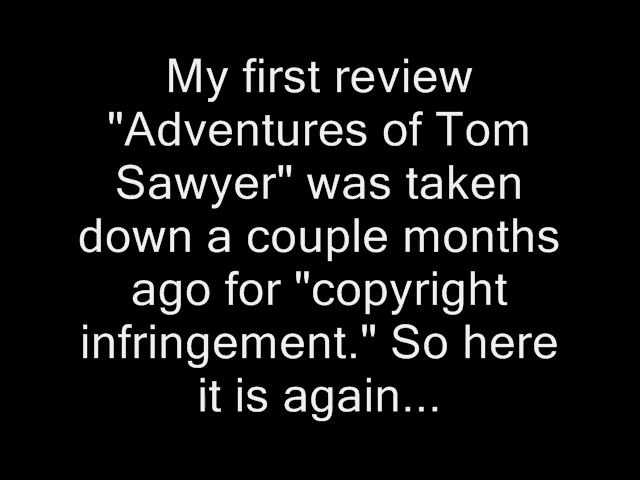 My first review
"Adventures of Tom
Sawyer" was taken
down a couple months
ago for "copyright
infringement." So here
it is again...